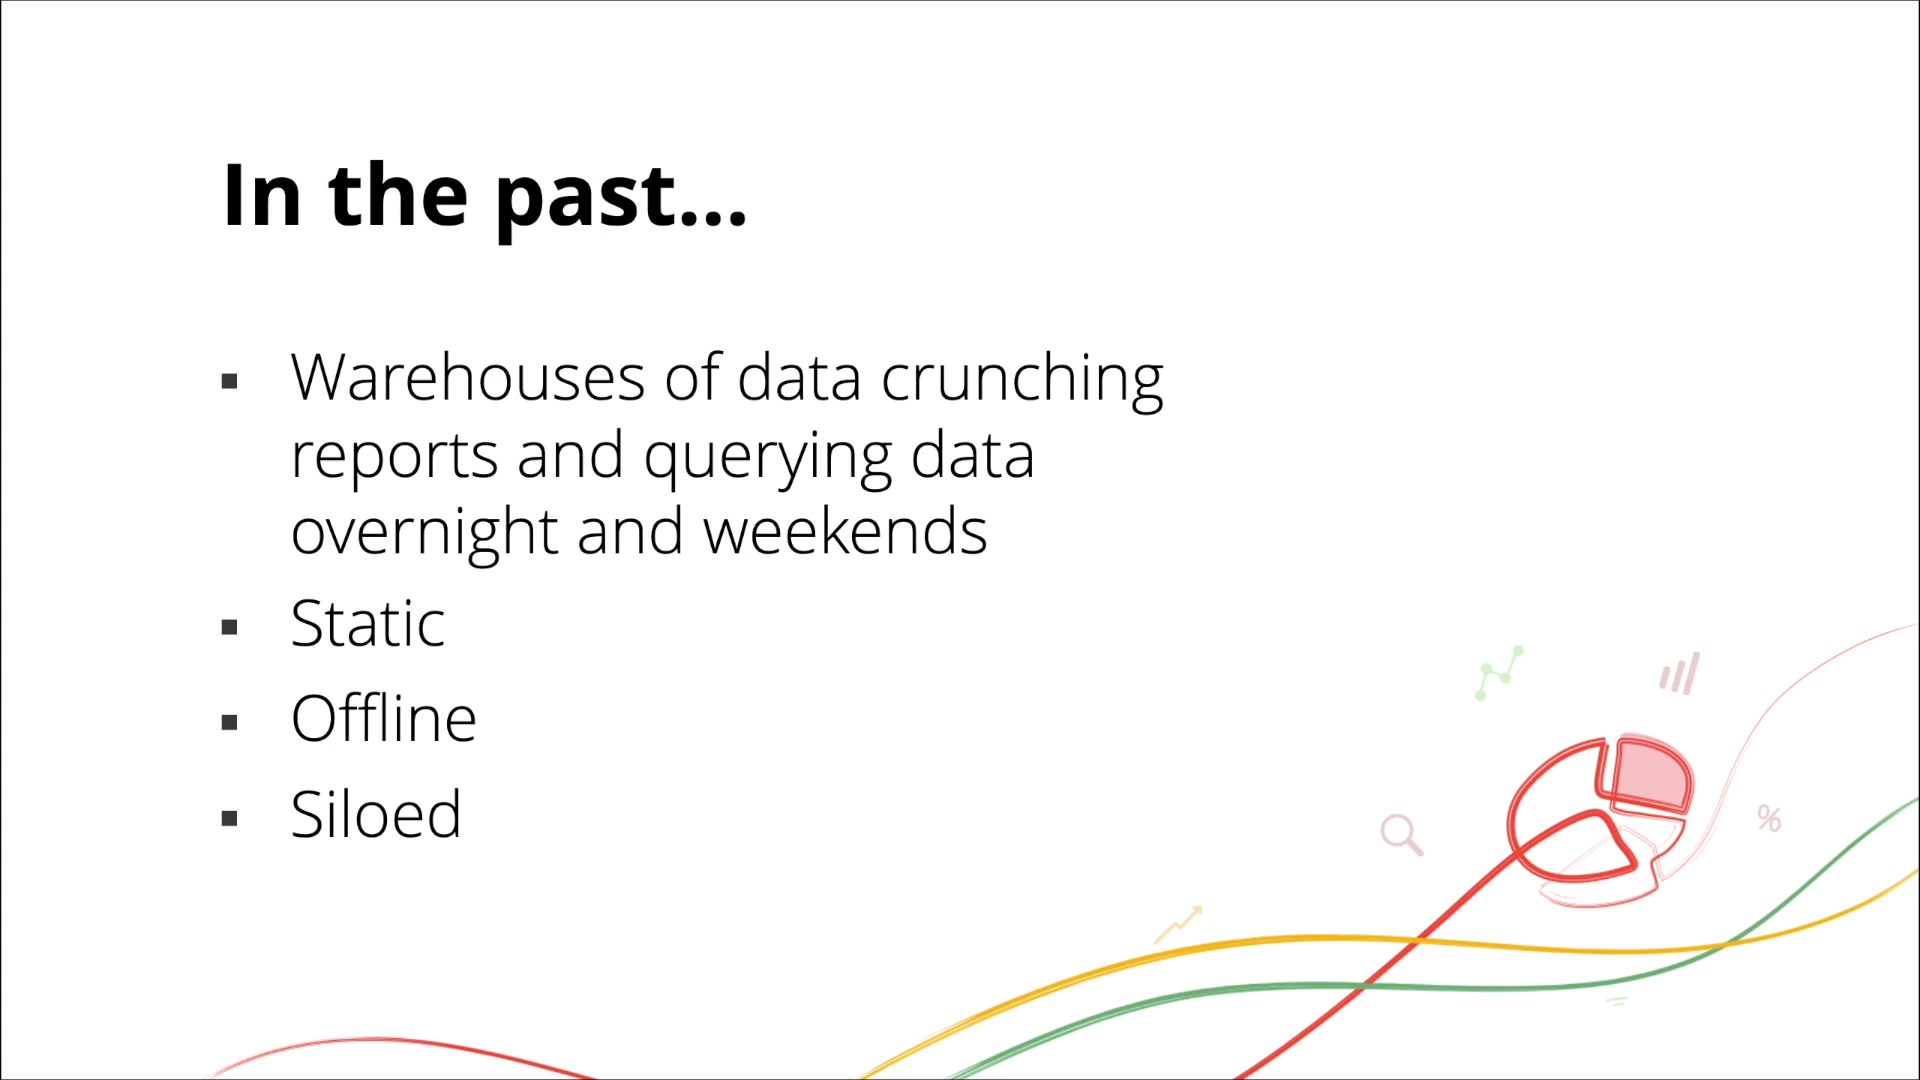 In the past...
▪ Warehouses of data crunching
reports and querying data
overnight and weekends
▪ Static
▪ Offline
▪ Siloed
%